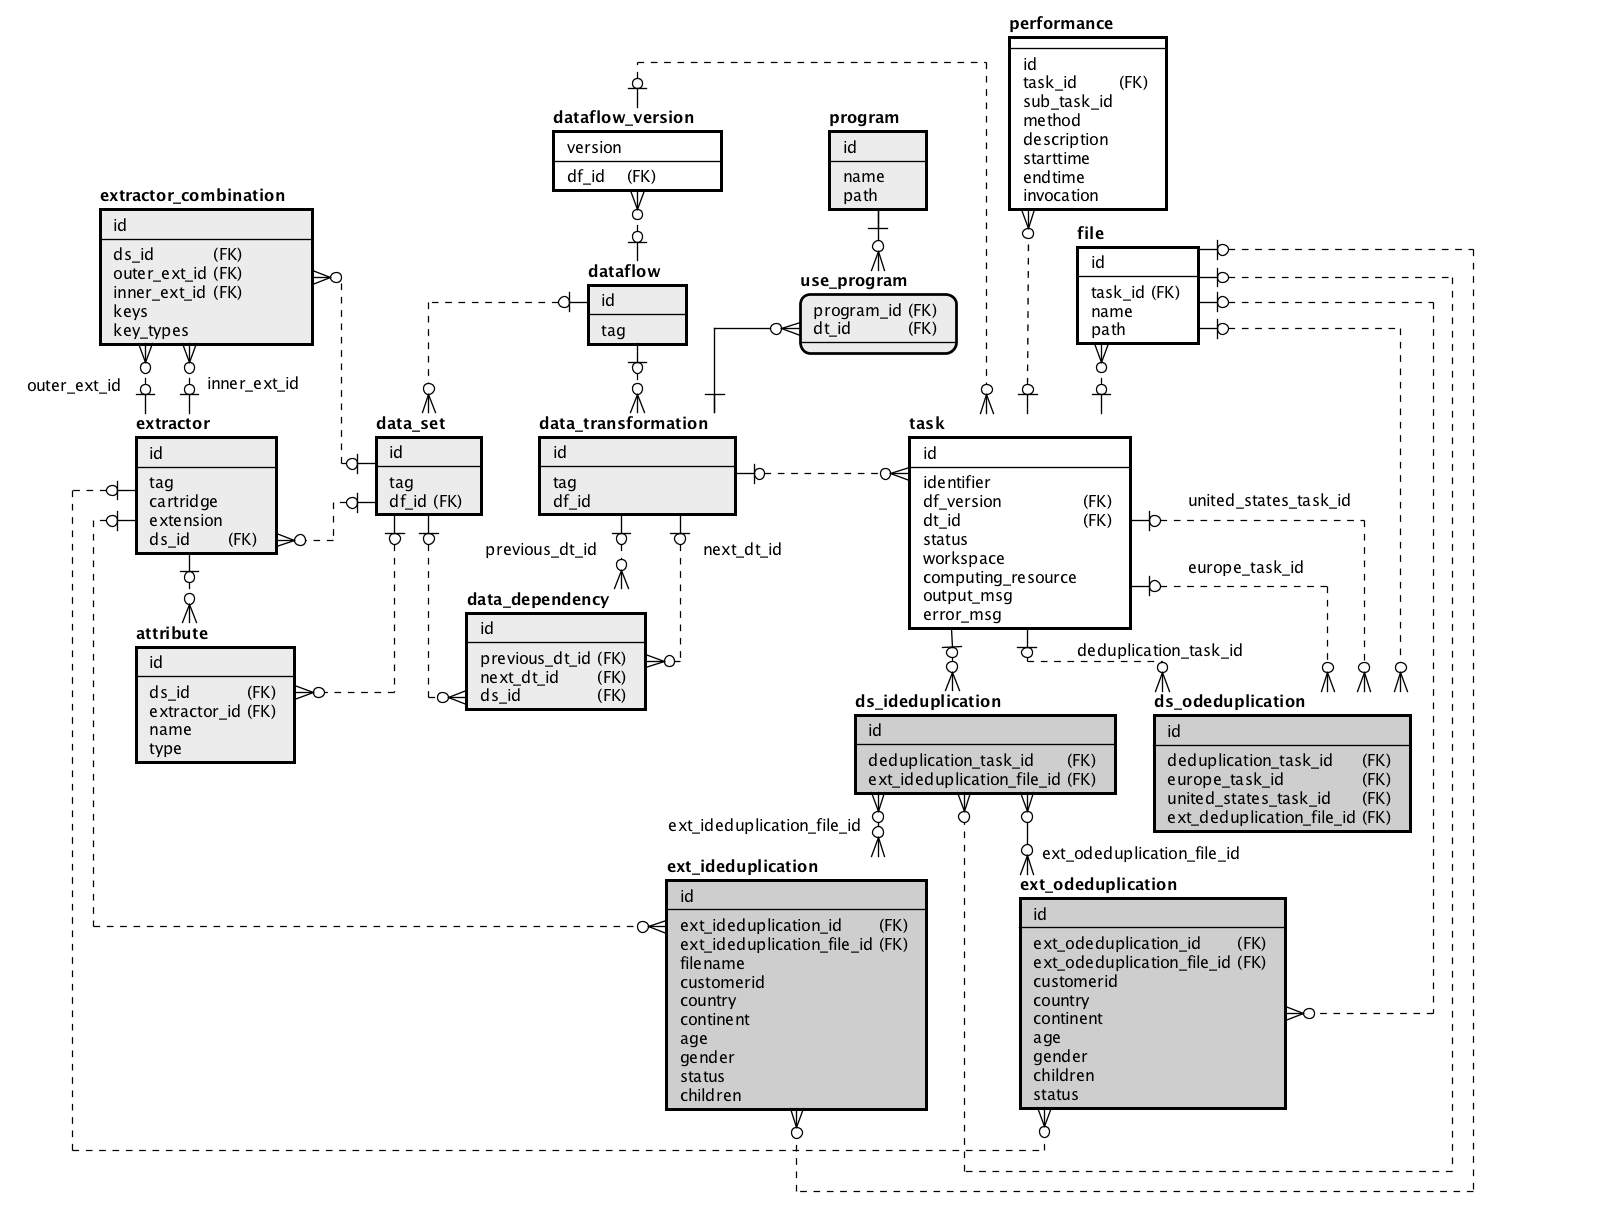 performance
id
task_id (FK)
sub_task_id
method
description
starttime
endtime
invocation
dataflow_version
version
df_id (FK)
program
id
name
path
extractor_combination
id
ds_id (FK)
outer_ext_id (FK)
inner_ext_id (FK)
keys
key_types
file
id
task_id (FK)
name
path
dataflow
id
tag
use_program
program_id (FK)
dt_id (FK)
outer_ext_id
inner_ext_id
extractor
id
tag
cartridge
extension
ds_id (FK)
data_set
id
tag
df_id (FK)
data_transformation
id
tag
df_id
task
id
identifier
df_version (FK)
dt_id (FK)
status
workspace
computing_resource
output_msg
error_msg
united_states_task_id
europe_task_id
previous_dt_id
next_dt_id
data_dependency
id
previous_dt_id (FK)
next_dt_id (FK)
ds_id (FK)
attribute
id
ds_id (FK)
extractor_id (FK)
name
type
deduplication_task_id
ds_ideduplication
id
deduplication_task_id (FK)
ext_ideduplication_file_id (FK)
ds_odeduplication
id
deduplication_task_id (FK)
europe_task_id (FK)
united_states_task_id (FK)
ext_deduplication_file_id (FK)
ext_ideduplication_file_id
ext_odeduplication_file_id
ext_ideduplication
id
ext_ideduplication_id (FK)
ext_ideduplication_file_id (FK)
filename
customerid
country
continent
age
gender
status
children
ext_odeduplication
id
ext_odeduplication_id (FK)
ext_odeduplication_file_id (FK)
customerid
country
continent
age
gender
children
status